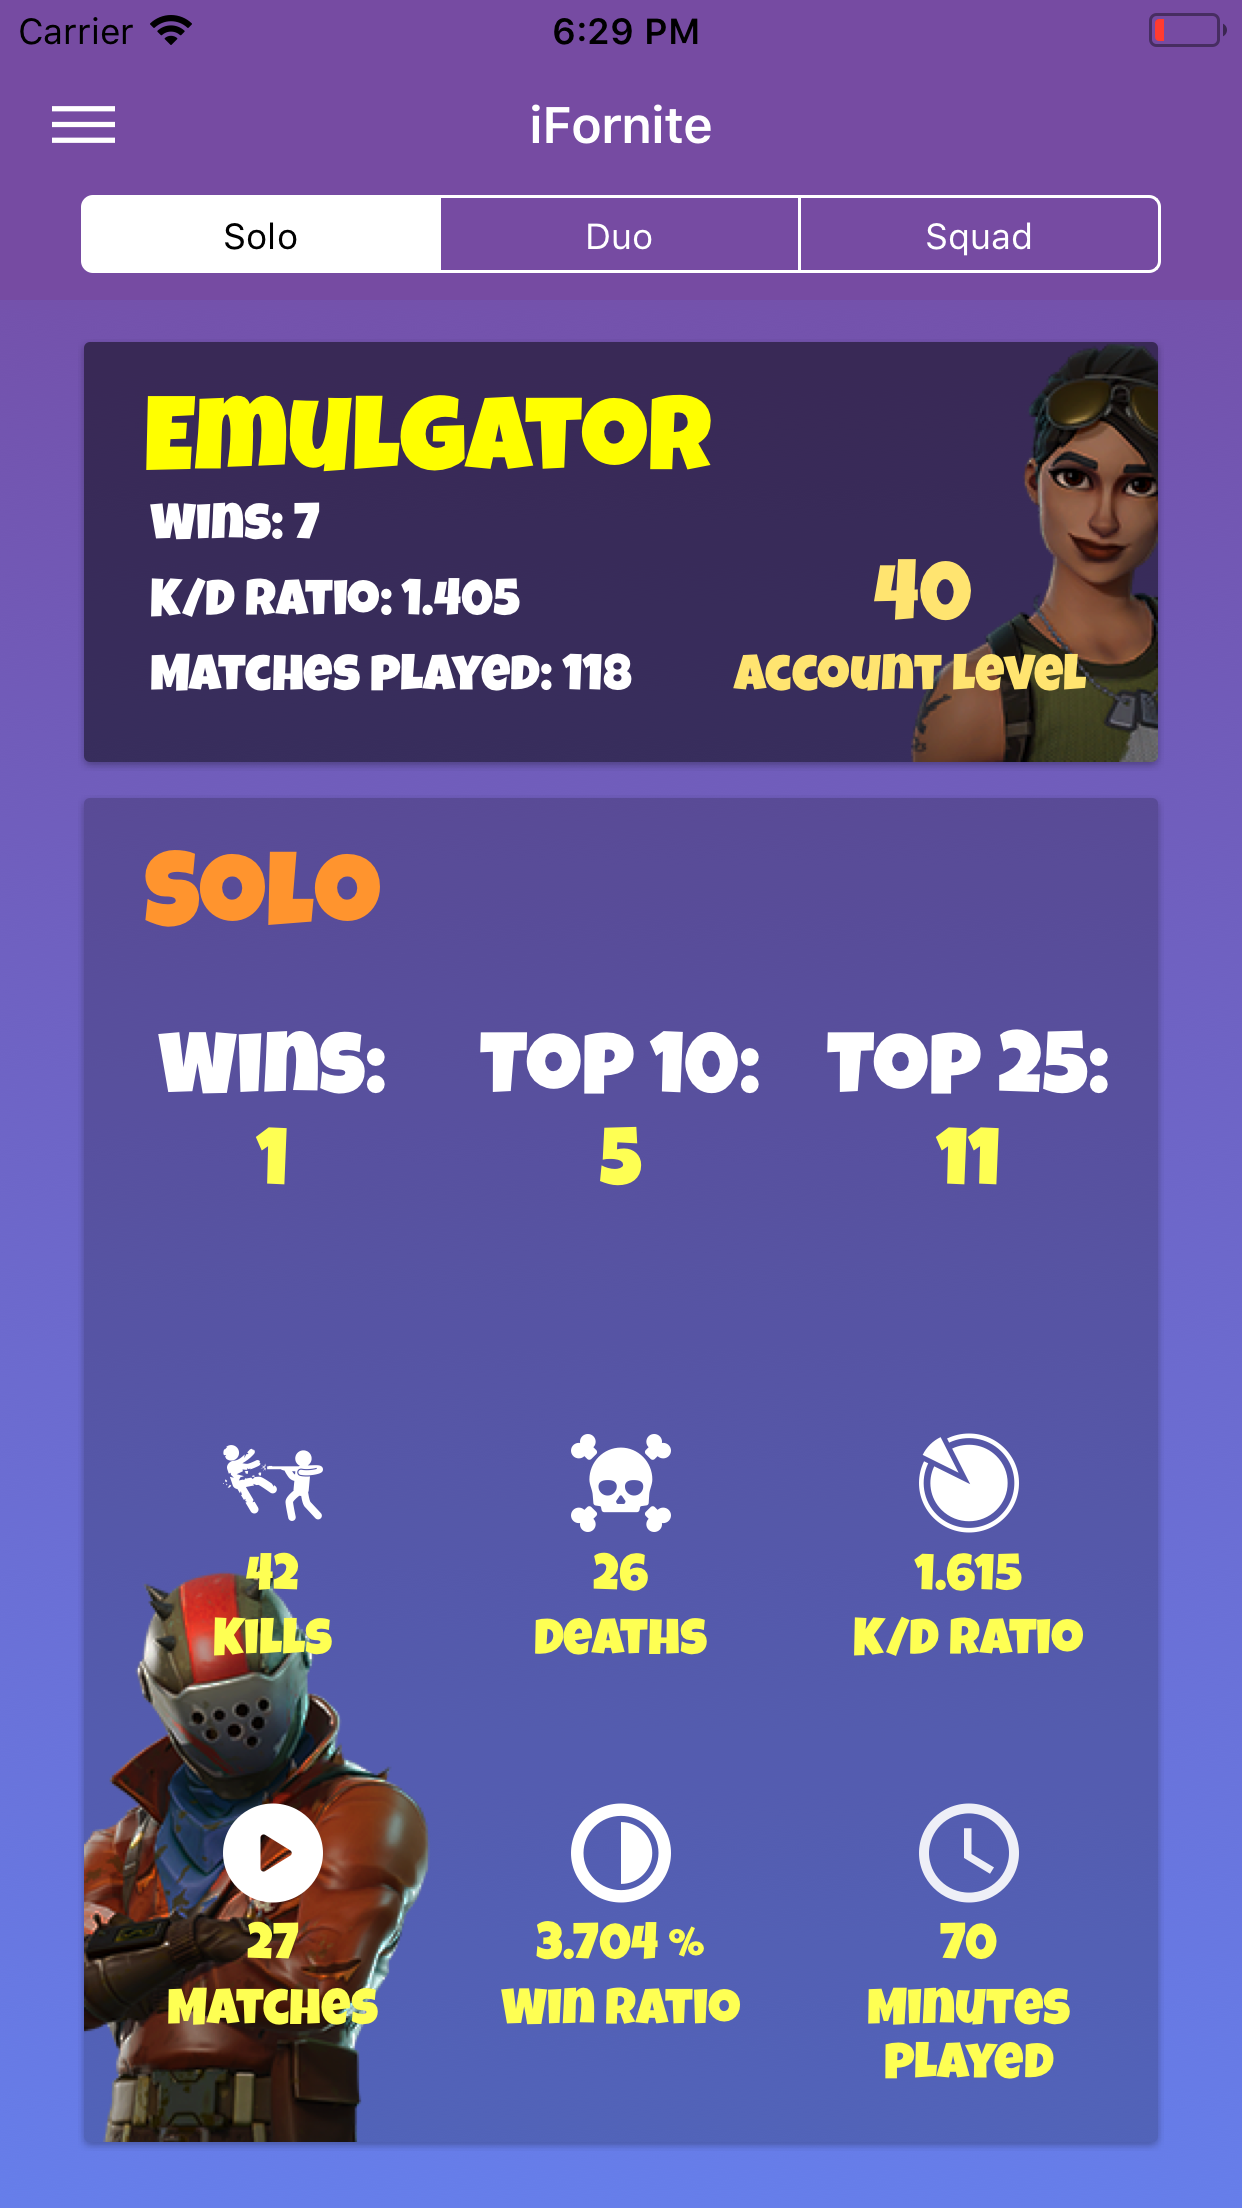 Carrier 6:29 PM
iFornite
Solo Duo Squad
EmulGATOR
Wins: 7
K/D RATIO: 1.405
MATCHES PLAYED: 118
40
ACCOUNT LEVEL
SOLO
Wins: TOP 10: TOP 25:
1 5 11
42 26 1.615
KILLS DEATHS K/D RATIO
27 3.704 % 70
MATCHES WIN RATIO MINUTES
PLAYED